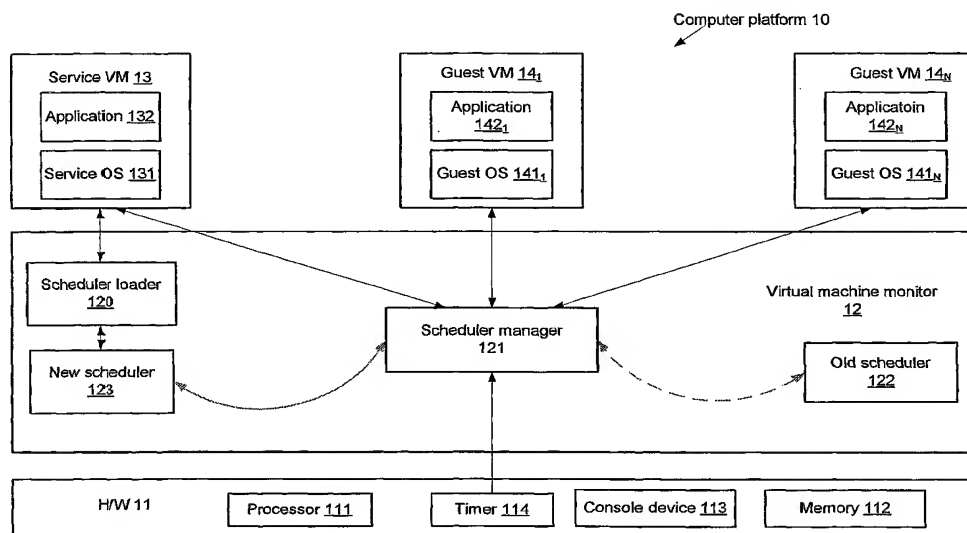 Computer platform 10
Service VM 13
Application 132
Service OS 131
Guest VM 14₁
Application
142₁
Guest OS 141₁
Guest VM 14N
Applicatoin
142N
Guest OS 141N
Scheduler loader
120
New scheduler
123
Scheduler manager
121
Virtual machine monitor
12
Old scheduler
122
H/W 11
Processor 111
Timer 114
Console device 113
Memory 112